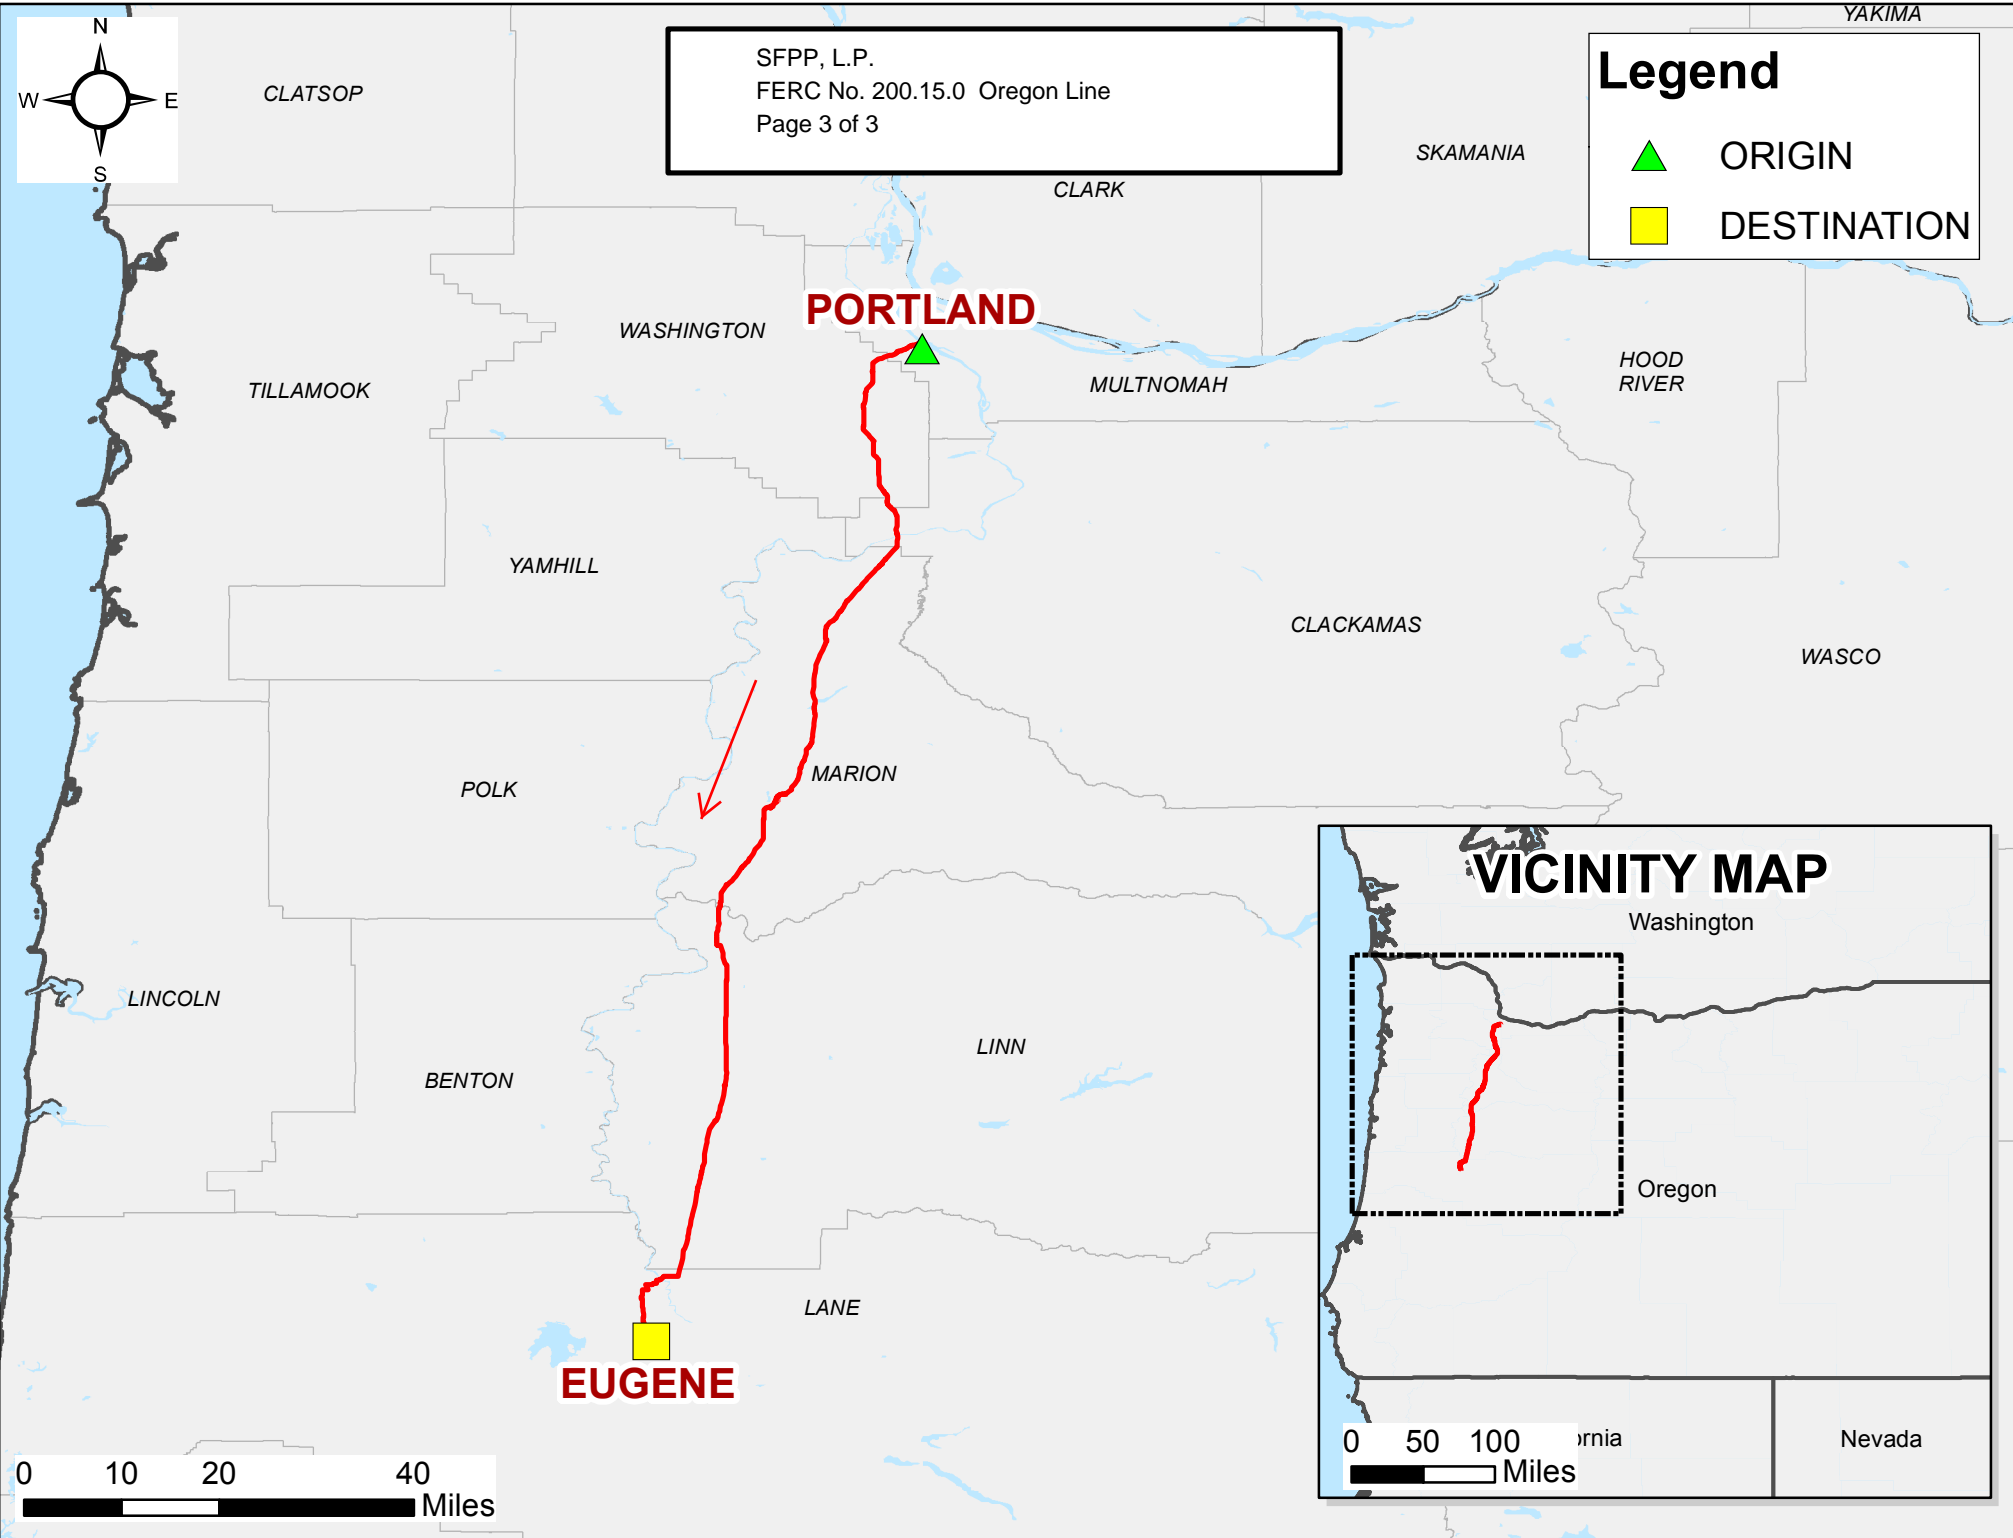 YAKIMA
N
W
E
S
CLATSOP
SFPP, L.P.
FERC No. 200.15.0 Oregon Line
Page 3 of 3
Legend
ORIGIN
DESTINATION
SKAMANIA
CLARK
PORTLAND
WASHINGTON
HOOD
RIVER
TILLAMOOK
MULTNOMAH
YAMHILL
CLACKAMAS
WASCO
MARION
POLK
VICINITY MAP
Washington
LINCOLN
LINN
BENTON
Oregon
LANE
EUGENE
0 50 100
Miles
ornia
Nevada
0 10 20 40
Miles